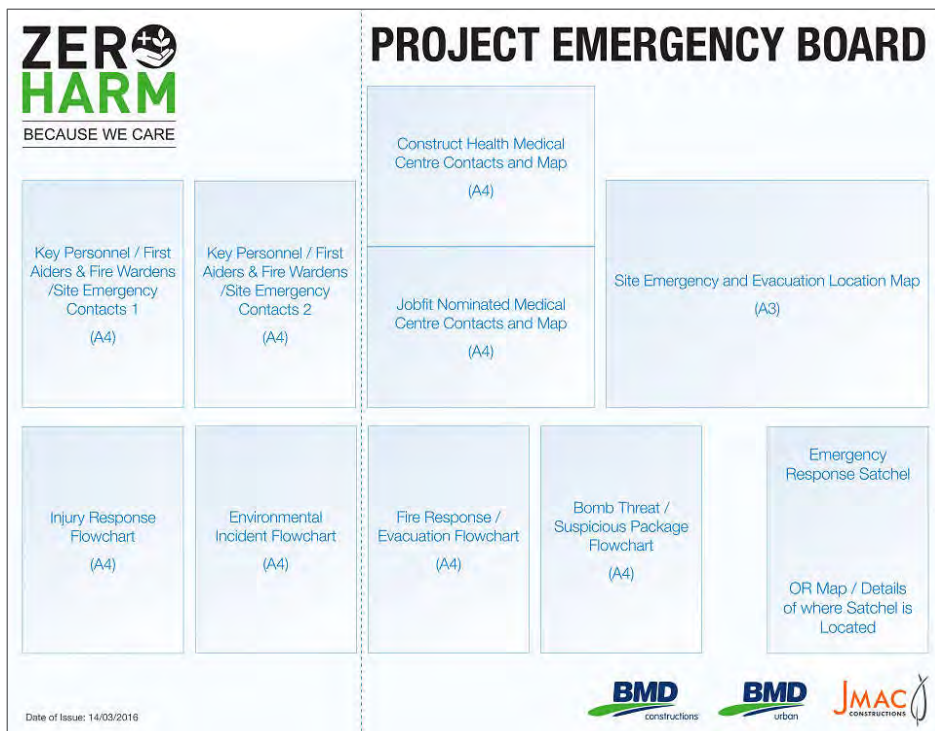 ZERO
HARM
BECAUSE WE CARE
PROJECT EMERGENCY BOARD
Construct Health Medical
Centre Contacts and Map
(A4)
Key Personnel / First
Aiders & Fire Wardens
/Site Emergency
Contacts 1
(A4)
Key Personnel / First
Aiders & Fire Wardens
/Site Emergency
Contacts 2
(A4)
Jobfit Nominated Medical
Centre Contacts and Map
(A4)
Site Emergency and Evacuation Location Map
(A3)
Injury Response
Flowchart
(A4)
Environmental
Incident Flowchart
(A4)
Fire Response /
Evacuation Flowchart
(A4)
Bomb Threat /
Suspicious Package
Flowchart
(A4)
Emergency
Response Satchel
OR Map / Details
of where Satchel is
Located
Date of Issue: 14/03/2016
BMD
constructions
BMD
urban
JMAC
CONSTRUCTIONS